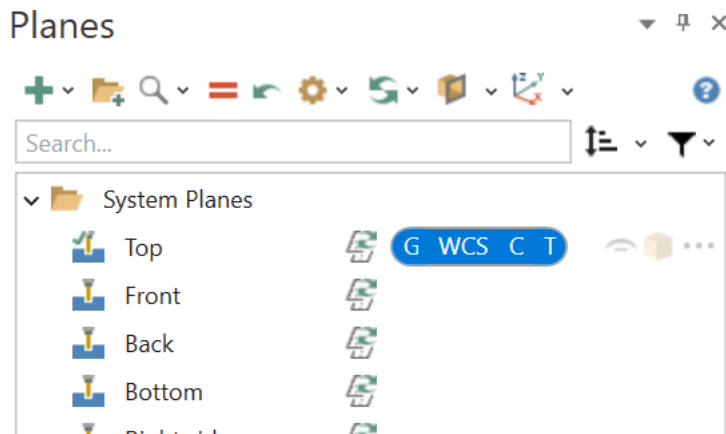 Planes
Search...
System Planes
Top G WCS C T
Front
Back
Bottom